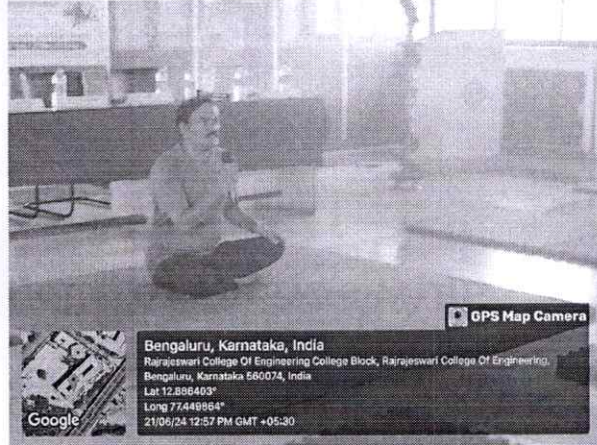 GPS Map Camera
Bengaluru, Karnataka, India
Rajrajeswari College Of Engineering College Block, Rajrajeswari College Of Engineering,
Bengaluru, Karnataka 560074, India
Lat 12.886403°
Long 77.449864°
21/06/24 12:57 PM GMT +05:30
Google